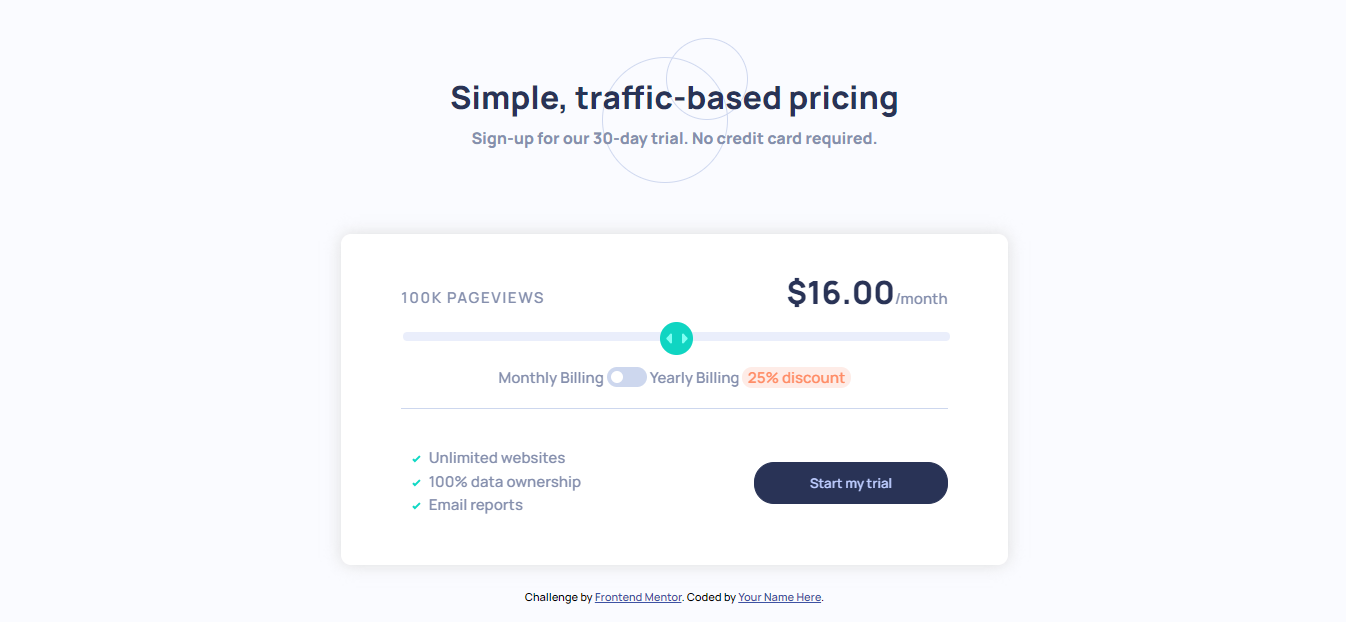 Simple, traffic-based pricing
Sign-up for our 30-day trial. No credit card required.
100K PAGEVIEWS
$16.00/month
Monthly Billing Yearly Billing 25% discount
Unlimited websites
100% data ownership
Email reports
Start my trial
Challenge by Frontend Mentor. Coded by Your Name Here.